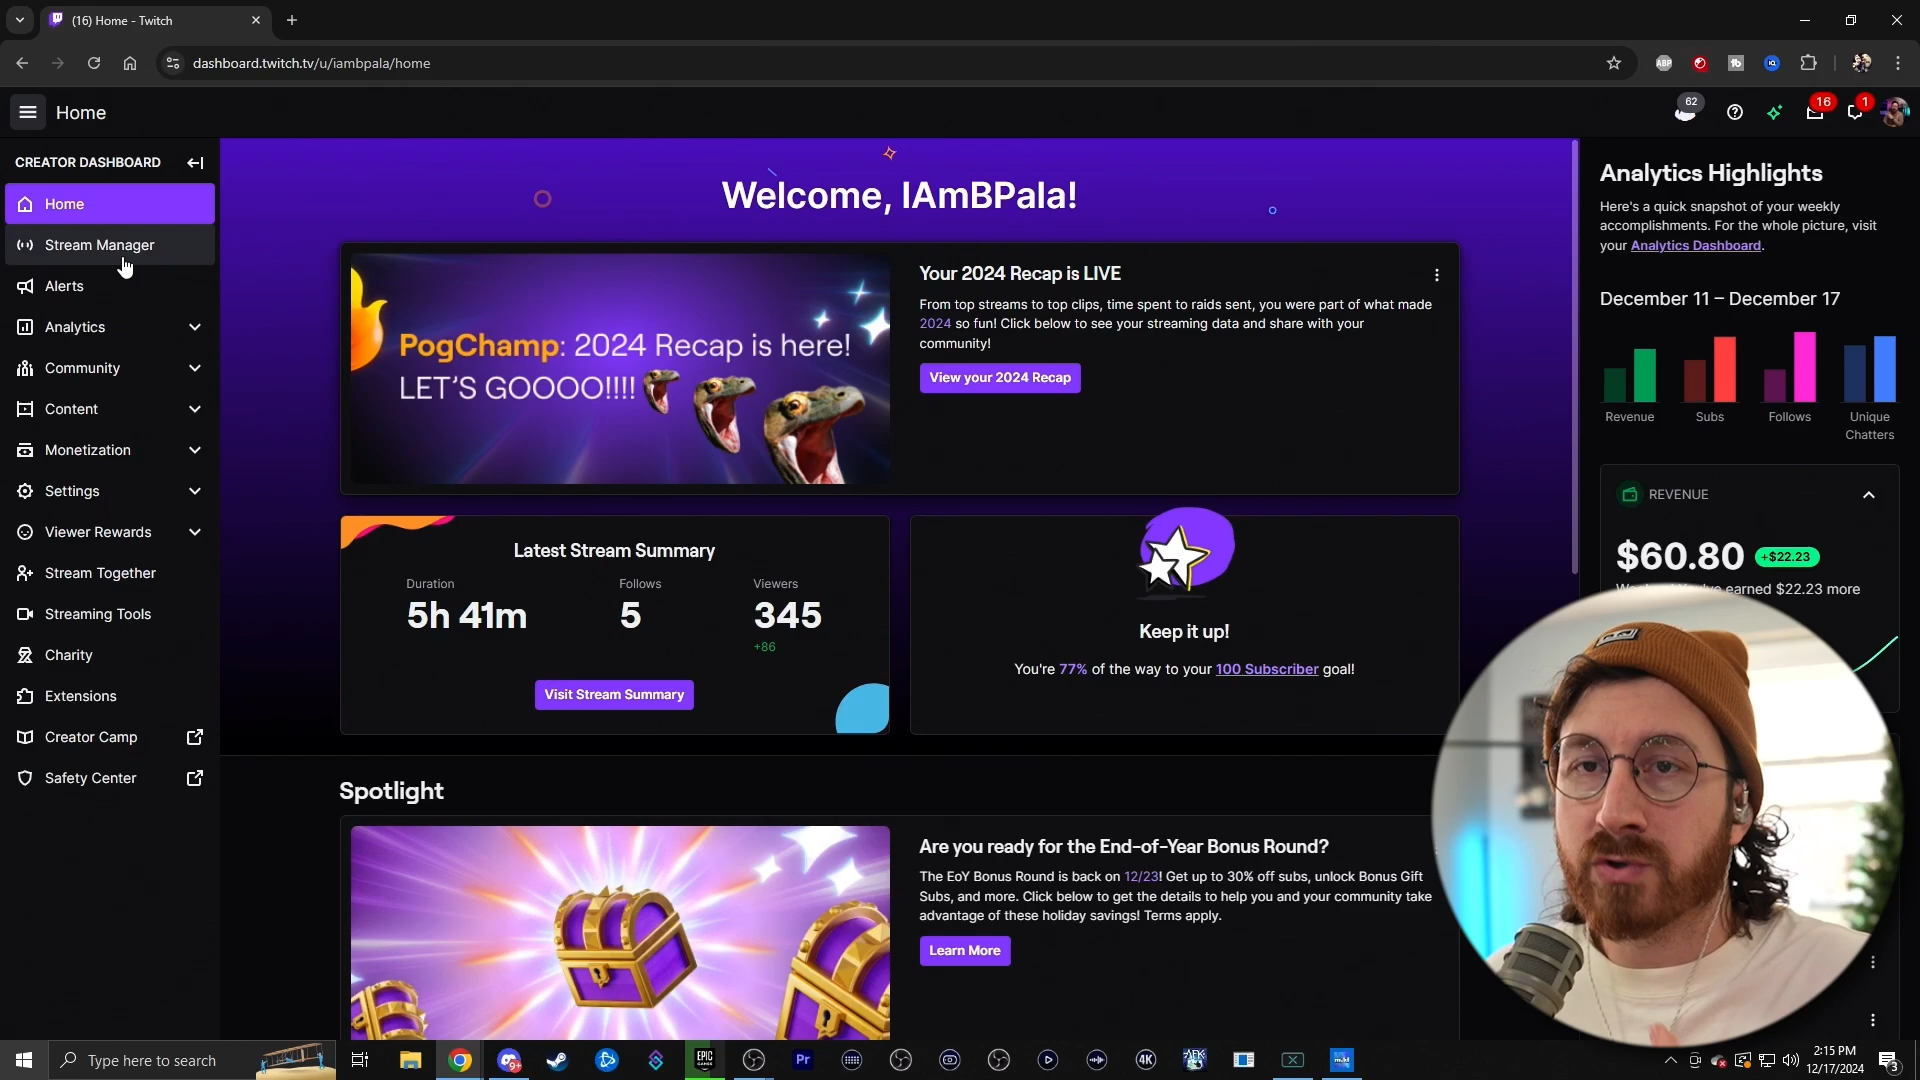 (16) Home - Twitch
dashboard.twitch.tv/u/iambpala/home
ABP
Home
62
16
1
CREATOR DASHBOARD
Home
Stream Manager
Alerts
Analytics
Community
Content
Monetization
Settings
Viewer Rewards
Stream Together
Streaming Tools
Charity
Extensions
Creator Camp
Safety Center
Welcome, IAmBPala!
PogChamp: 2024 Recap is here!
LET'S GOOOO!!!!
Your 2024 Recap is LIVE
From top streams to top clips, time spent to raids sent, you were part of what made
2024 so fun! Click below to see your streaming data and share with your
community!
View your 2024 Recap
Latest Stream Summary
Duration
Follows
Viewers
5h 41m
5
345
+86
Visit Stream Summary
Keep it up!
You're 77% of the way to your 100 Subscriber goal!
Spotlight
Are you ready for the End-of-Year Bonus Round?
The EoY Bonus Round is back on 12/23! Get up to 30% off subs, unlock Bonus Gift
Subs, and more. Click below to get the details to help you and your community take
advantage of these holiday savings! Terms apply.
Learn More
Analytics Highlights
Here's a quick snapshot of your weekly
accomplishments. For the whole picture, visit
your Analytics Dashboard.
December 11 – December 17
Revenue
Subs
Follows
Unique
Chatters
REVENUE
$60.80
+$22.23
earned $22.23 more
Type here to search
9+
EPIC
GAMES
Pr
4K
AFK
2:15 PM
12/17/2024
3